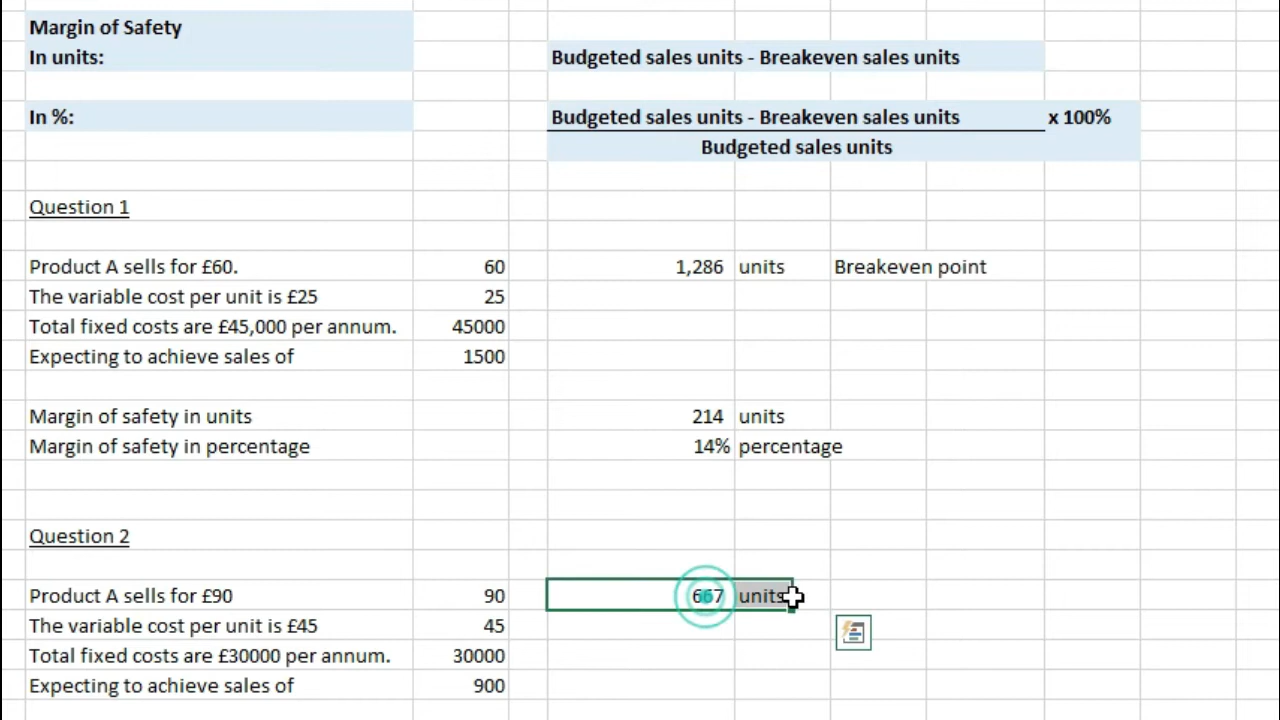 Margin of Safety
In units: Budgeted sales units - Breakeven sales units
In %: Budgeted sales units - Breakeven sales units x 100%
Budgeted sales units
Question 1
Product A sells for £60. 60 1,286 units Breakeven point
The variable cost per unit is £25 25
Total fixed costs are £45,000 per annum. 45000
Expecting to achieve sales of 1500
Margin of safety in units 214 units
Margin of safety in percentage 14% percentage
Question 2
Product A sells for £90 90 667 units
The variable cost per unit is £45 45
Total fixed costs are £30000 per annum. 30000
Expecting to achieve sales of 900